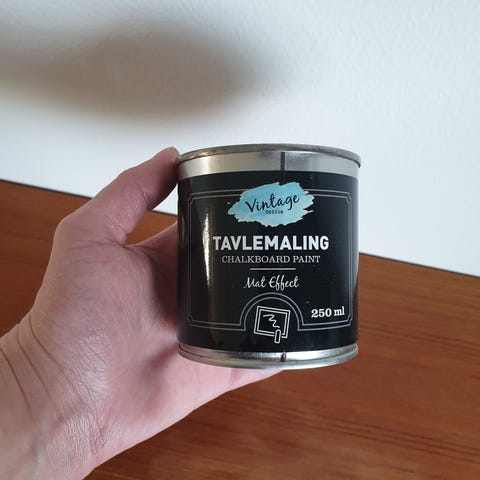 Vintage
DESIGN
TAVLEMALING
CHALKBOARD PAINT
Mat Effect
250 ml